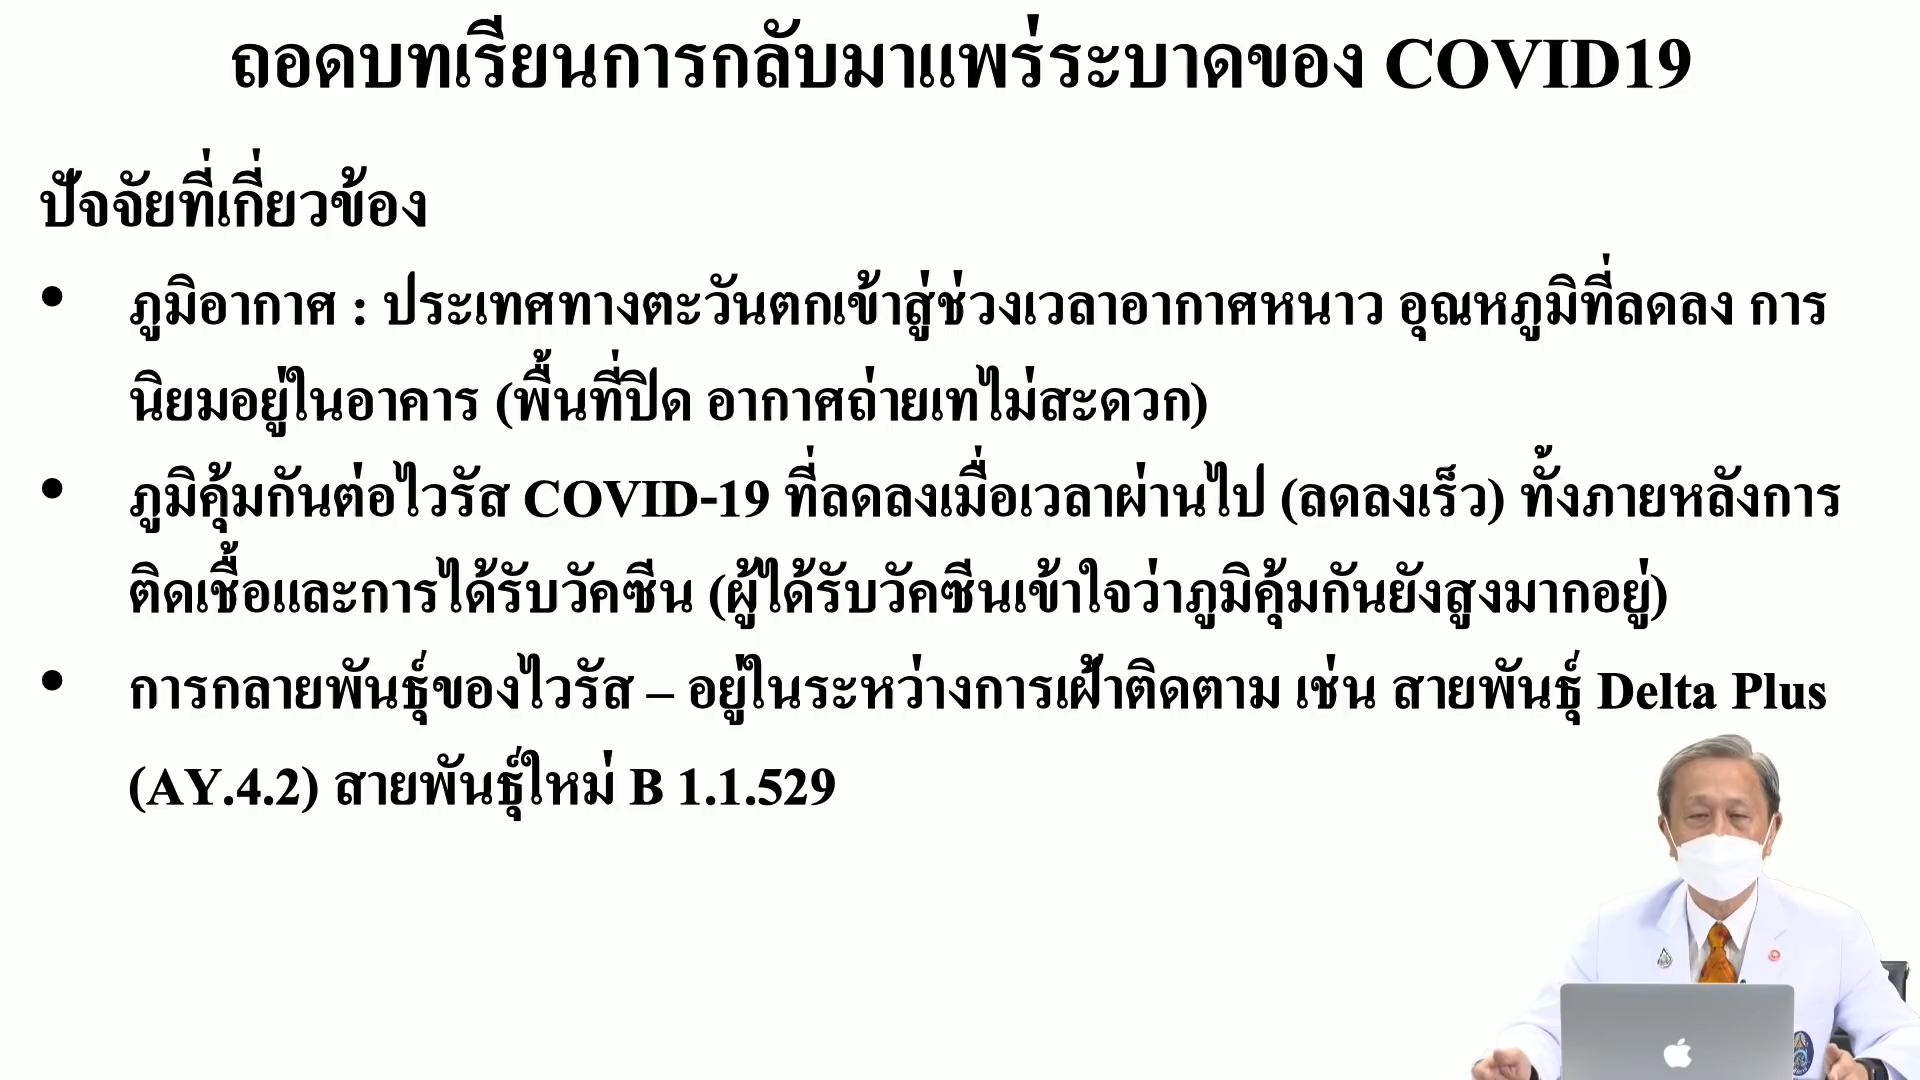 ถอดบทเรียนการกลับมาแพร่ระบาดของ COVID19
ปัจจัยที่เกี่ยวข้อง
• ภูมิอากาศ : ประเทศทางตะวันตกเข้าสู่ช่วงเวลาอากาศหนาว อุณหภูมิที่ลดลง การ
นิยมอยู่ในอาคาร (พื้นที่ปิด อากาศถ่ายเทไม่สะดวก)
• ภูมิคุ้มกันต่อไวรัส COVID-19 ที่ลดลงเมื่อเวลาผ่านไป (ลดลงเร็ว) ทั้งภายหลังการ
ติดเชื้อและการได้รับวัคซีน (ผู้ได้รับวัคซีนเข้าใจว่าภูมิคุ้มกันยังสูงมากอยู่)
• การกลายพันธุ์ของไวรัส – อยู่ในระหว่างการเฝ้าติดตาม เช่น สายพันธุ์ Delta Plus
(AY.4.2) สายพันธุ์ใหม่ B 1.1.529